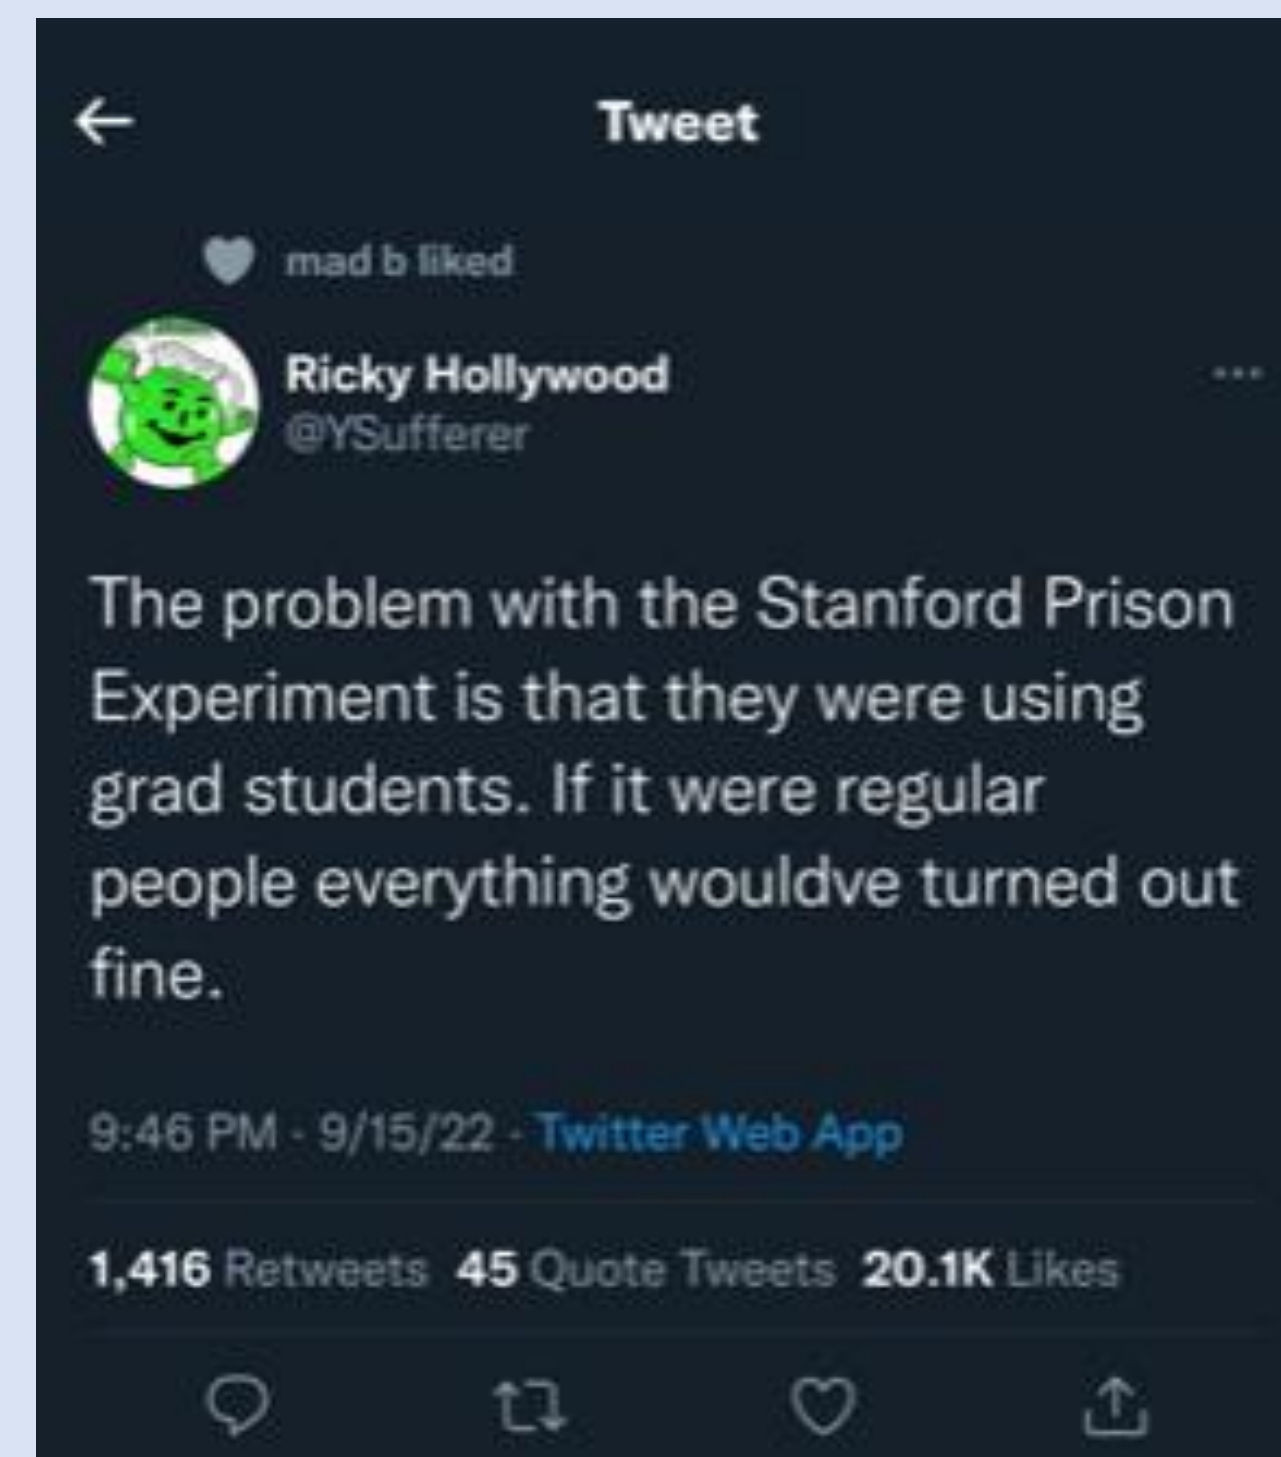 Tweet
mad b liked
Ricky Hollywood
@YSufferer
The problem with the Stanford Prison
Experiment is that they were using
grad students. If it were regular
people everything wouldve turned out
fine.
9:46 PM · 9/15/22 · Twitter Web App
1,416 Retweets 45 Quote Tweets 20.1K Likes